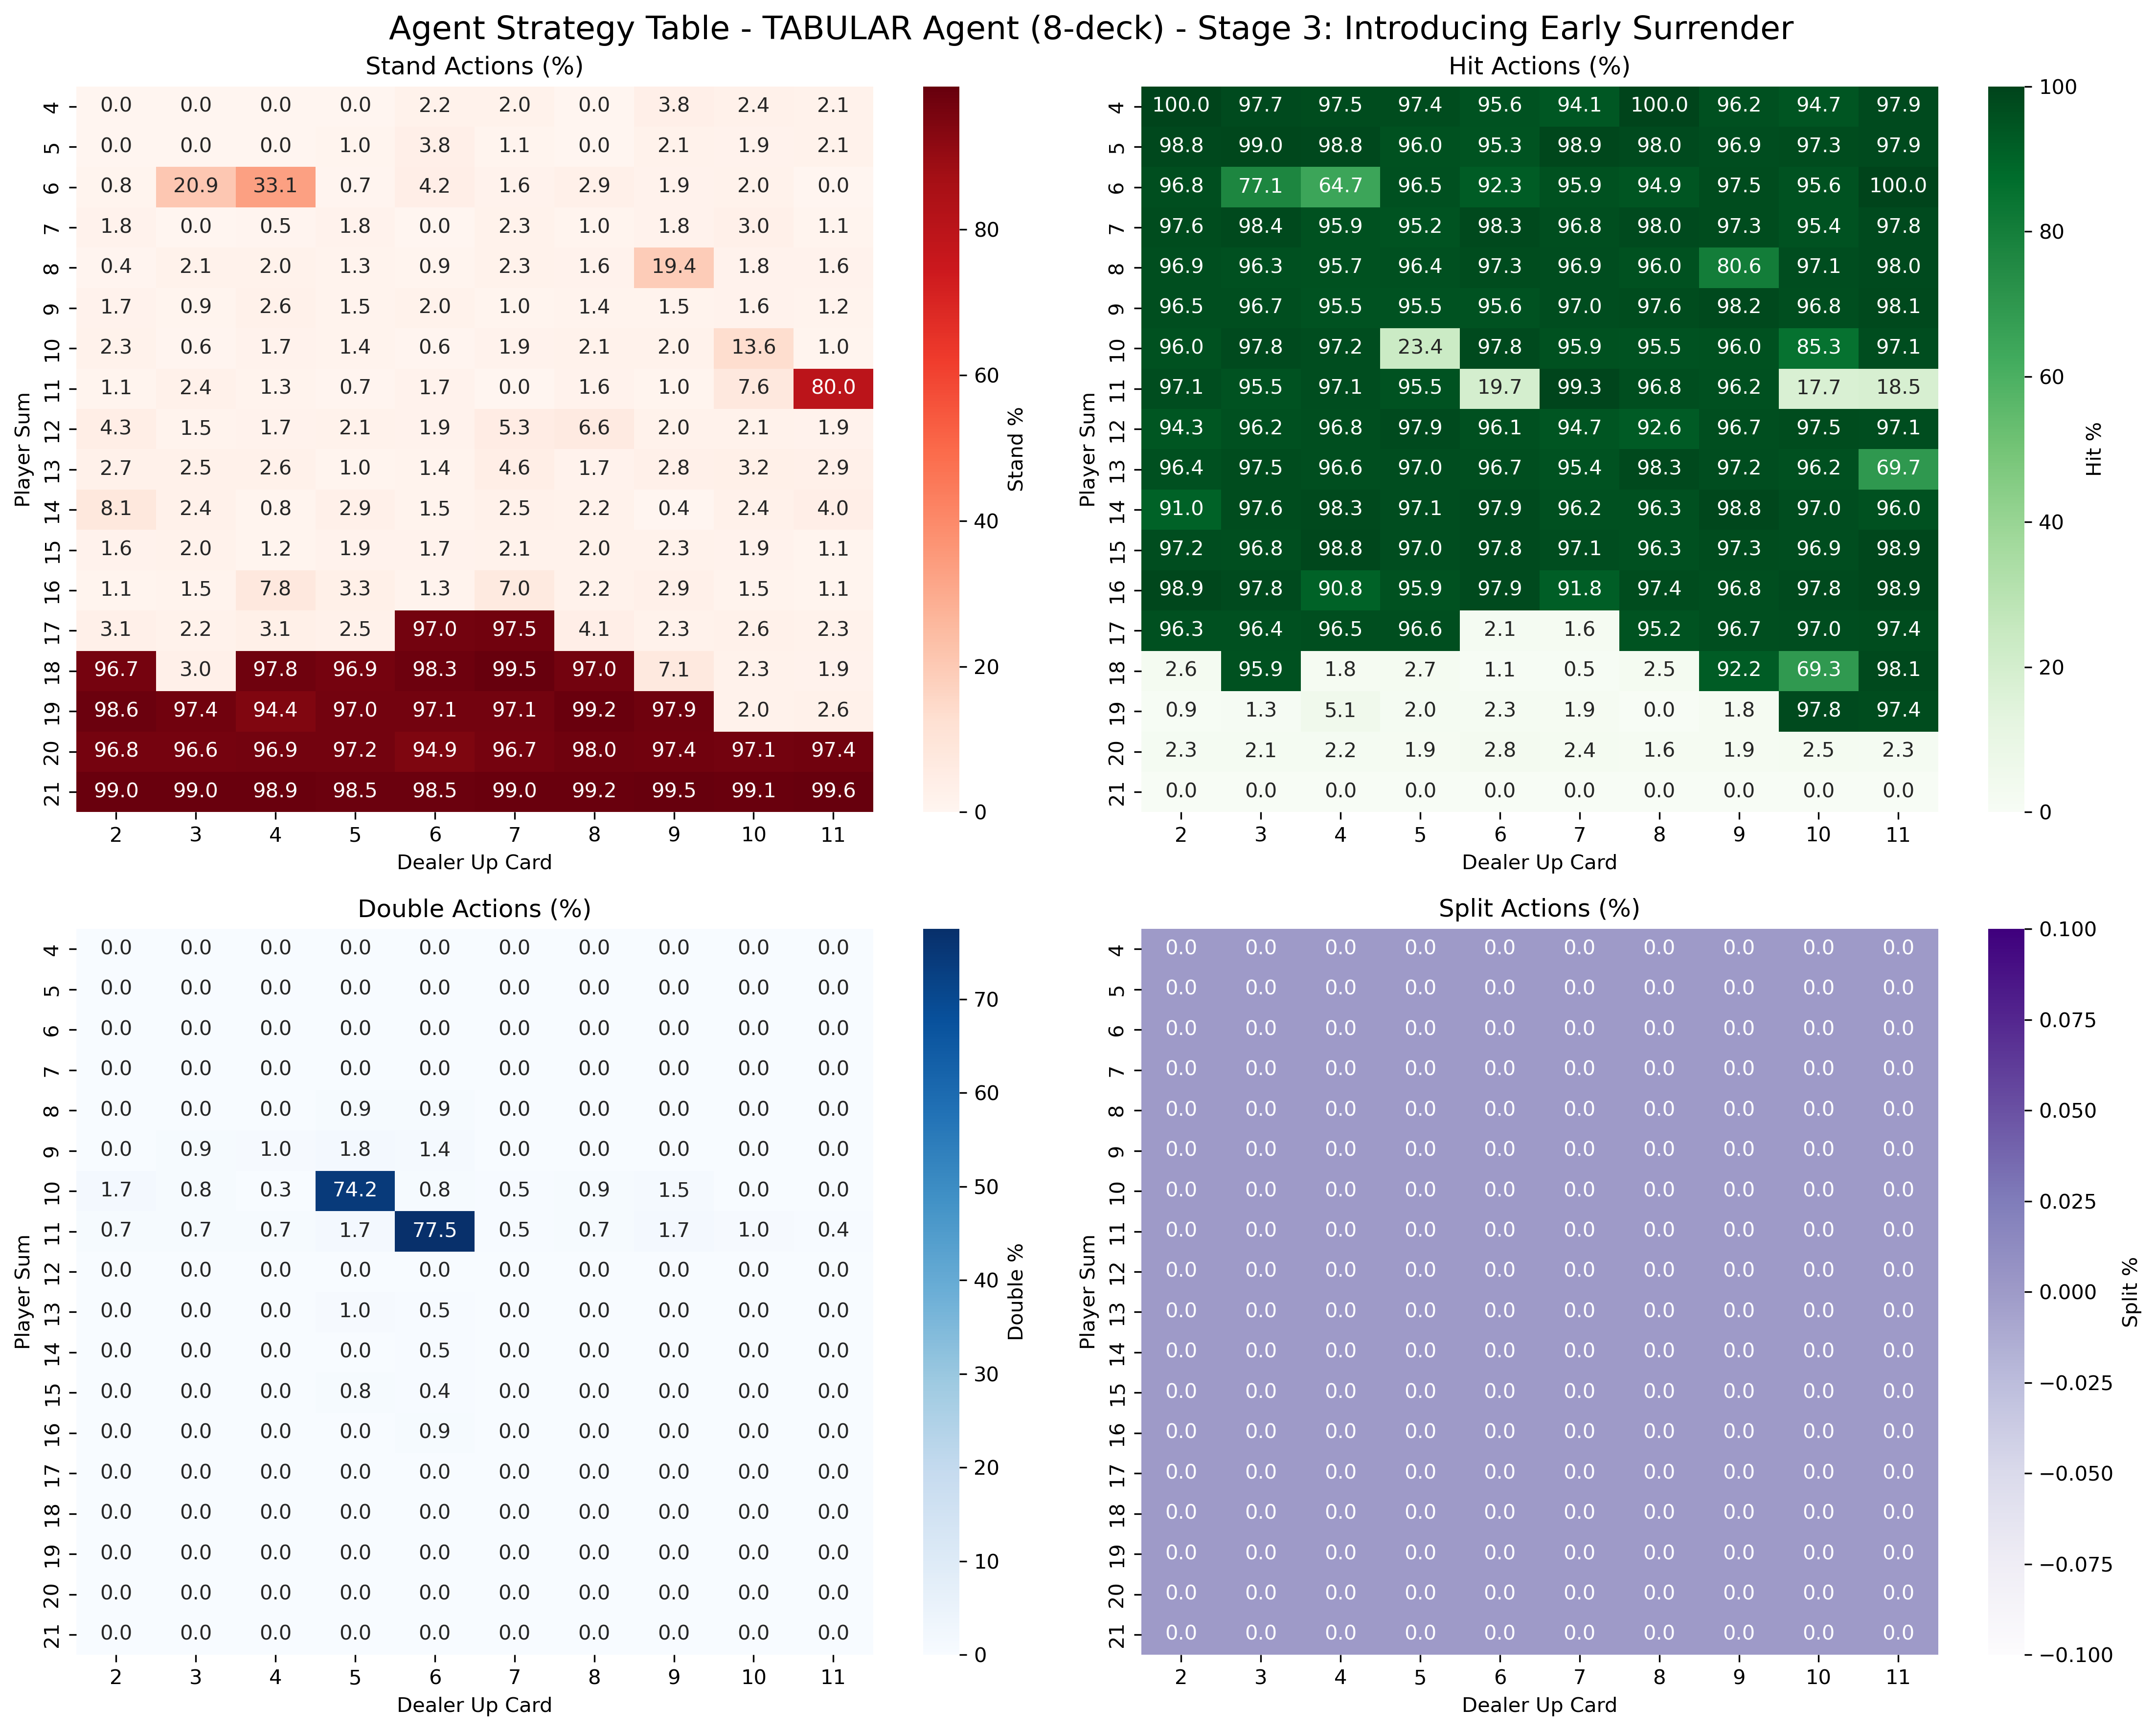 Agent Strategy Table - TABULAR Agent (8-deck) - Stage 3: Introducing Early Surrender
Stand Actions (%)
4 0.0 0.0 0.0 0.0 2.2 2.0 0.0 3.8 2.4 2.1
5 0.0 0.0 0.0 1.0 3.8 1.1 0.0 2.1 1.9 2.1
6 0.8 20.9 33.1 0.7 4.2 1.6 2.9 1.9 2.0 0.0
7 1.8 0.0 0.5 1.8 0.0 2.3 1.0 1.8 3.0 1.1
8 0.4 2.1 2.0 1.3 0.9 2.3 1.6 19.4 1.8 1.6
9 1.7 0.9 2.6 1.5 2.0 1.0 1.4 1.5 1.6 1.2
10 2.3 0.6 1.7 1.4 0.6 1.9 2.1 2.0 13.6 1.0
11 1.1 2.4 1.3 0.7 1.7 0.0 1.6 1.0 7.6 80.0
12 4.3 1.5 1.7 2.1 1.9 5.3 6.6 2.0 2.1 1.9
13 2.7 2.5 2.6 1.0 1.4 4.6 1.7 2.8 3.2 2.9
14 8.1 2.4 0.8 2.9 1.5 2.5 2.2 0.4 2.4 4.0
15 1.6 2.0 1.2 1.9 1.7 2.1 2.0 2.3 1.9 1.1
16 1.1 1.5 7.8 3.3 1.3 7.0 2.2 2.9 1.5 1.1
17 3.1 2.2 3.1 2.5 97.0 97.5 4.1 2.3 2.6 2.3
18 96.7 3.0 97.8 96.9 98.3 99.5 97.0 7.1 2.3 1.9
19 98.6 97.4 94.4 97.0 97.1 97.1 99.2 97.9 2.0 2.6
20 96.8 96.6 96.9 97.2 94.9 96.7 98.0 97.4 97.1 97.4
21 99.0 99.0 98.9 98.5 98.5 99.0 99.2 99.5 99.1 99.6
2 3 4 5 6 7 8 9 10 11
Dealer Up Card
Player Sum
80
60
40
20
0
Stand %
Hit Actions (%)
4 100.0 97.7 97.5 97.4 95.6 94.1 100.0 96.2 94.7 97.9
5 98.8 99.0 98.8 96.0 95.3 98.9 98.0 96.9 97.3 97.9
6 96.8 77.1 64.7 96.5 92.3 95.9 94.9 97.5 95.6 100.0
7 97.6 98.4 95.9 95.2 98.3 96.8 98.0 97.3 95.4 97.8
8 96.9 96.3 95.7 96.4 97.3 96.9 96.0 80.6 97.1 98.0
9 96.5 96.7 95.5 95.5 95.6 97.0 97.6 98.2 96.8 98.1
10 96.0 97.8 97.2 23.4 97.8 95.9 95.5 96.0 85.3 97.1
11 97.1 95.5 97.1 95.5 19.7 99.3 96.8 96.2 17.7 18.5
12 94.3 96.2 96.8 97.9 96.1 94.7 92.6 96.7 97.5 97.1
13 96.4 97.5 96.6 97.0 96.7 95.4 98.3 97.2 96.2 69.7
14 91.0 97.6 98.3 97.1 97.9 96.2 96.3 98.8 97.0 96.0
15 97.2 96.8 98.8 97.0 97.8 97.1 96.3 97.3 96.9 98.9
16 98.9 97.8 90.8 95.9 97.9 91.8 97.4 96.8 97.8 98.9
17 96.3 96.4 96.5 96.6 2.1 1.6 95.2 96.7 97.0 97.4
18 2.6 95.9 1.8 2.7 1.1 0.5 2.5 92.2 69.3 98.1
19 0.9 1.3 5.1 2.0 2.3 1.9 0.0 1.8 97.8 97.4
20 2.3 2.1 2.2 1.9 2.8 2.4 1.6 1.9 2.5 2.3
21 0.0 0.0 0.0 0.0 0.0 0.0 0.0 0.0 0.0 0.0
2 3 4 5 6 7 8 9 10 11
Dealer Up Card
Player Sum
100
80
60
40
20
0
Hit %
Double Actions (%)
4 0.0 0.0 0.0 0.0 0.0 0.0 0.0 0.0 0.0 0.0
5 0.0 0.0 0.0 0.0 0.0 0.0 0.0 0.0 0.0 0.0
6 0.0 0.0 0.0 0.0 0.0 0.0 0.0 0.0 0.0 0.0
7 0.0 0.0 0.0 0.0 0.0 0.0 0.0 0.0 0.0 0.0
8 0.0 0.0 0.0 0.9 0.9 0.0 0.0 0.0 0.0 0.0
9 0.0 0.9 1.0 1.8 1.4 0.0 0.0 0.0 0.0 0.0
10 1.7 0.8 0.3 74.2 0.8 0.5 0.9 1.5 0.0 0.0
11 0.7 0.7 0.7 1.7 77.5 0.5 0.7 1.7 1.0 0.4
12 0.0 0.0 0.0 0.0 0.0 0.0 0.0 0.0 0.0 0.0
13 0.0 0.0 0.0 1.0 0.5 0.0 0.0 0.0 0.0 0.0
14 0.0 0.0 0.0 0.0 0.5 0.0 0.0 0.0 0.0 0.0
15 0.0 0.0 0.0 0.8 0.4 0.0 0.0 0.0 0.0 0.0
16 0.0 0.0 0.0 0.0 0.9 0.0 0.0 0.0 0.0 0.0
17 0.0 0.0 0.0 0.0 0.0 0.0 0.0 0.0 0.0 0.0
18 0.0 0.0 0.0 0.0 0.0 0.0 0.0 0.0 0.0 0.0
19 0.0 0.0 0.0 0.0 0.0 0.0 0.0 0.0 0.0 0.0
20 0.0 0.0 0.0 0.0 0.0 0.0 0.0 0.0 0.0 0.0
21 0.0 0.0 0.0 0.0 0.0 0.0 0.0 0.0 0.0 0.0
2 3 4 5 6 7 8 9 10 11
Dealer Up Card
Player Sum
70
60
50
40
30
20
10
0
Double %
Split Actions (%)
4 0.0 0.0 0.0 0.0 0.0 0.0 0.0 0.0 0.0 0.0
5 0.0 0.0 0.0 0.0 0.0 0.0 0.0 0.0 0.0 0.0
6 0.0 0.0 0.0 0.0 0.0 0.0 0.0 0.0 0.0 0.0
7 0.0 0.0 0.0 0.0 0.0 0.0 0.0 0.0 0.0 0.0
8 0.0 0.0 0.0 0.0 0.0 0.0 0.0 0.0 0.0 0.0
9 0.0 0.0 0.0 0.0 0.0 0.0 0.0 0.0 0.0 0.0
10 0.0 0.0 0.0 0.0 0.0 0.0 0.0 0.0 0.0 0.0
11 0.0 0.0 0.0 0.0 0.0 0.0 0.0 0.0 0.0 0.0
12 0.0 0.0 0.0 0.0 0.0 0.0 0.0 0.0 0.0 0.0
13 0.0 0.0 0.0 0.0 0.0 0.0 0.0 0.0 0.0 0.0
14 0.0 0.0 0.0 0.0 0.0 0.0 0.0 0.0 0.0 0.0
15 0.0 0.0 0.0 0.0 0.0 0.0 0.0 0.0 0.0 0.0
16 0.0 0.0 0.0 0.0 0.0 0.0 0.0 0.0 0.0 0.0
17 0.0 0.0 0.0 0.0 0.0 0.0 0.0 0.0 0.0 0.0
18 0.0 0.0 0.0 0.0 0.0 0.0 0.0 0.0 0.0 0.0
19 0.0 0.0 0.0 0.0 0.0 0.0 0.0 0.0 0.0 0.0
20 0.0 0.0 0.0 0.0 0.0 0.0 0.0 0.0 0.0 0.0
21 0.0 0.0 0.0 0.0 0.0 0.0 0.0 0.0 0.0 0.0
2 3 4 5 6 7 8 9 10 11
Dealer Up Card
Player Sum
0.100
0.075
0.050
0.025
0.000
−0.025
−0.050
−0.075
−0.100
Split %